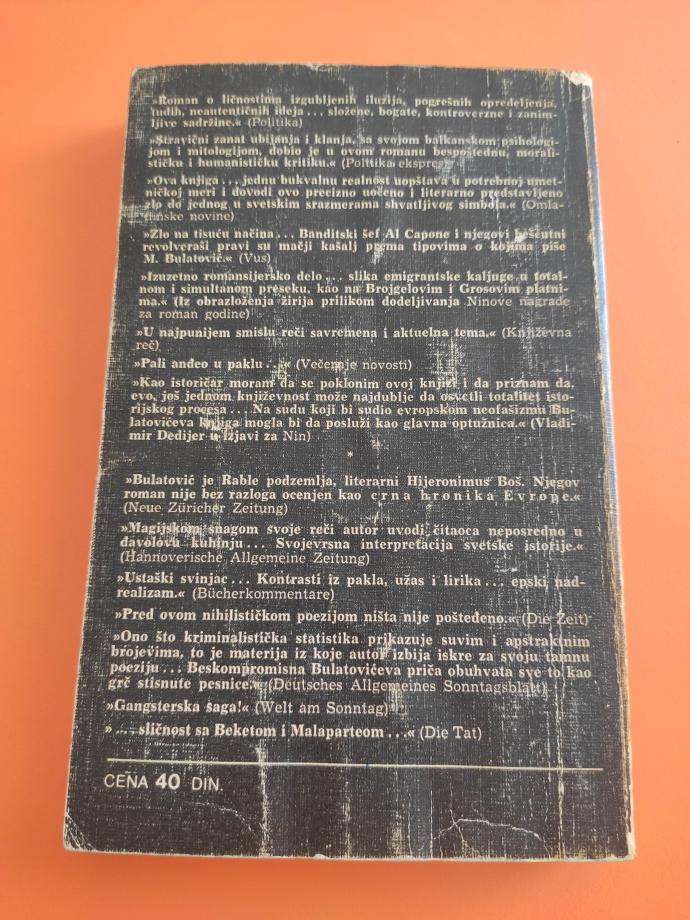 »Roman o ličnostima izgubljenih iluzija, pogrešnih opredeljenja,
ludih, neautentičnih ideja... složene, bogate, kontroverzne i zanim-
ljive sadržine.« (Politika)
»Stravični zanat ubijanja i klanja, sa svojom balkanskom psihologi-
jom i mitologijom, dobio je u ovom romanu bespoštednu, morali-
stičku i humanističku kritiku.« (Politika ekspres)
»Ova knjiga... jednu bukvalnu realnost uopštava u potrebnoj umet-
ničkoj meri i dovodi ovo precizno uočeno i literarno predstavljeno
zlo do jednog u svetskim srazmerama shvatljivog simbola.« (Omla-
dinske novine)
»Zlo na tisuću načina... Banditski šef Al Capone i njegovi bešćutni
revolveraši pravi su mačji kašalj prema tipovima o kojima piše
M. Bulatović.« (Vus)
»Izuzetno romansijersko delo... slika emigrantske kaljuge u total-
nom i simultanom preseku, kao na Brojgelovim i Grosovim platni-
ma.« (Iz obrazloženja žirija prilikom dodeljivanja Ninove nagrade
za roman godine)
»U najpunijem smislu reči savremena i aktuelna tema.« (Književna
reč)
»Pali anđeo u paklu...« (Večernje novosti)
»Kao istoričar moram da se poklonim ovoj knjizi i da priznam da,
evo, još jednom književnost može najdublje da osvetli totalitet isto-
rijskog procesa... Na sudu koji bi sudio evropskom neofašizmu Bu-
latovićeva knjiga mogla bi da posluži kao glavna optužnica.« (Vladi-
mir Dedijer u izjavi za Nin)
*
»Bulatović je Rable podzemlja, literarni Hijeronimus Boš. Njegov
roman nije bez razloga ocenjen kao crna hronika Evrope.«
(Neue Züricher Zeitung)
»Magijskom snagom svoje reči autor uvodi čitaoca neposredno u
đavolovu kuhinju... Svojevrsna interpretacija svetske istorije.«
(Hannoverische Allgemeine Zeitung)
»Ustaški svinjac... Kontrasti iz pakla, užas i lirika... epski nad-
realizam.« (Bücherkommentare)
»Pred ovom nihilističkom poezijom ništa nije pošteđeno.« (Die Zeit)
»Ono što kriminalistička statistika prikazuje suvim i apstraktnim
brojevima, to je materija iz koje autor izbija iskre za svoju tamnu
poeziju... Beskompromisna Bulatovićeva priča obuhvata sve to kao
grč stisnute pesnice.« (Deutsches Allgemeines Sonntagsblatt)
»Gangsterska saga!« (Welt am Sonntag)
»...sličnost sa Beketom i Malaparteom...« (Die Tat)
CENA 40 DIN.